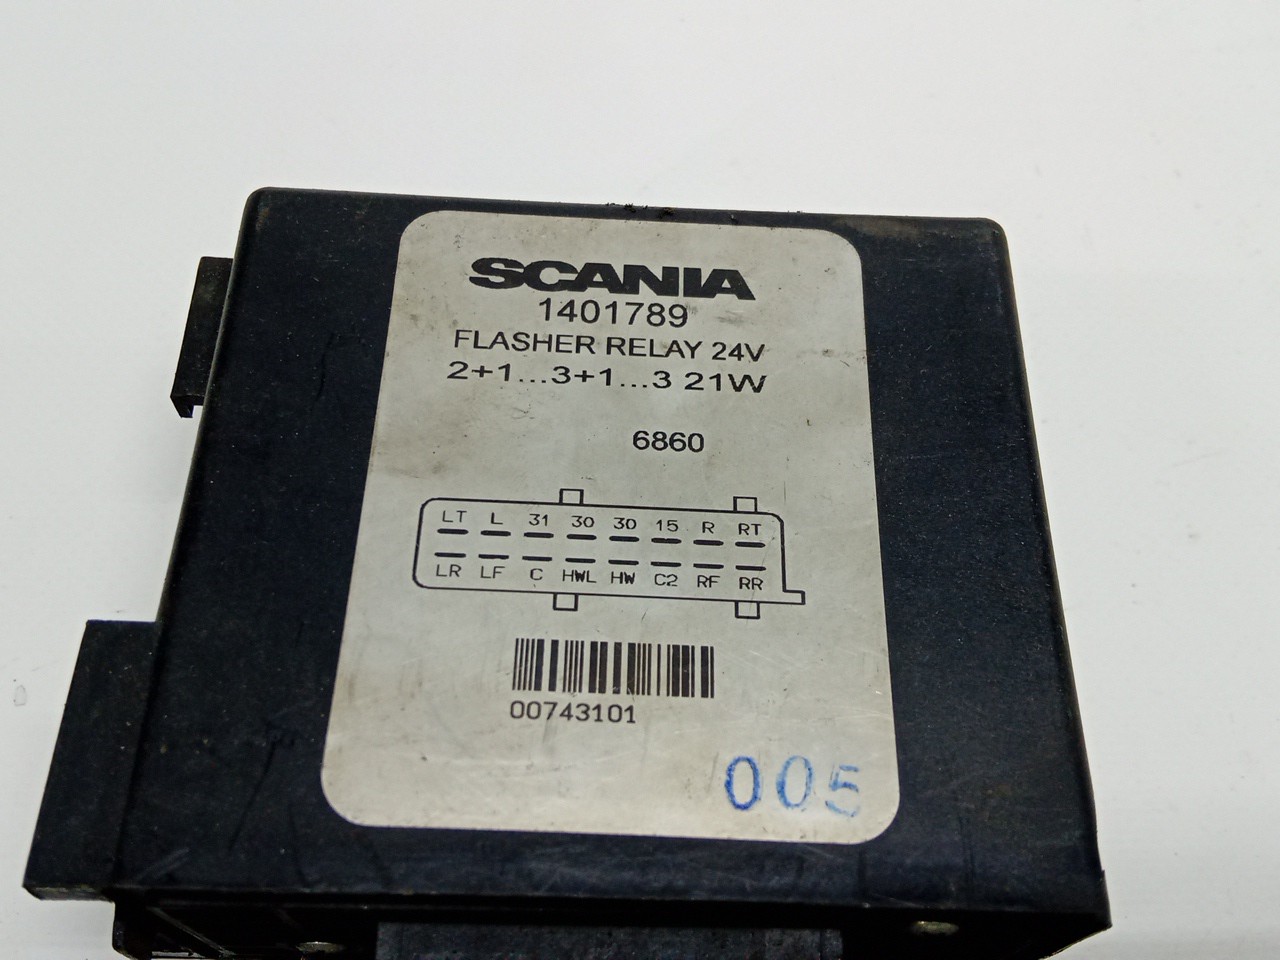 SCANIA
1401789
FLASHER RELAY 24V
2+1...3+1...3 21W
6860
LT L 31 30 30 15 R RT
LR LF C HWL HW C2 RF RR
00743101
005